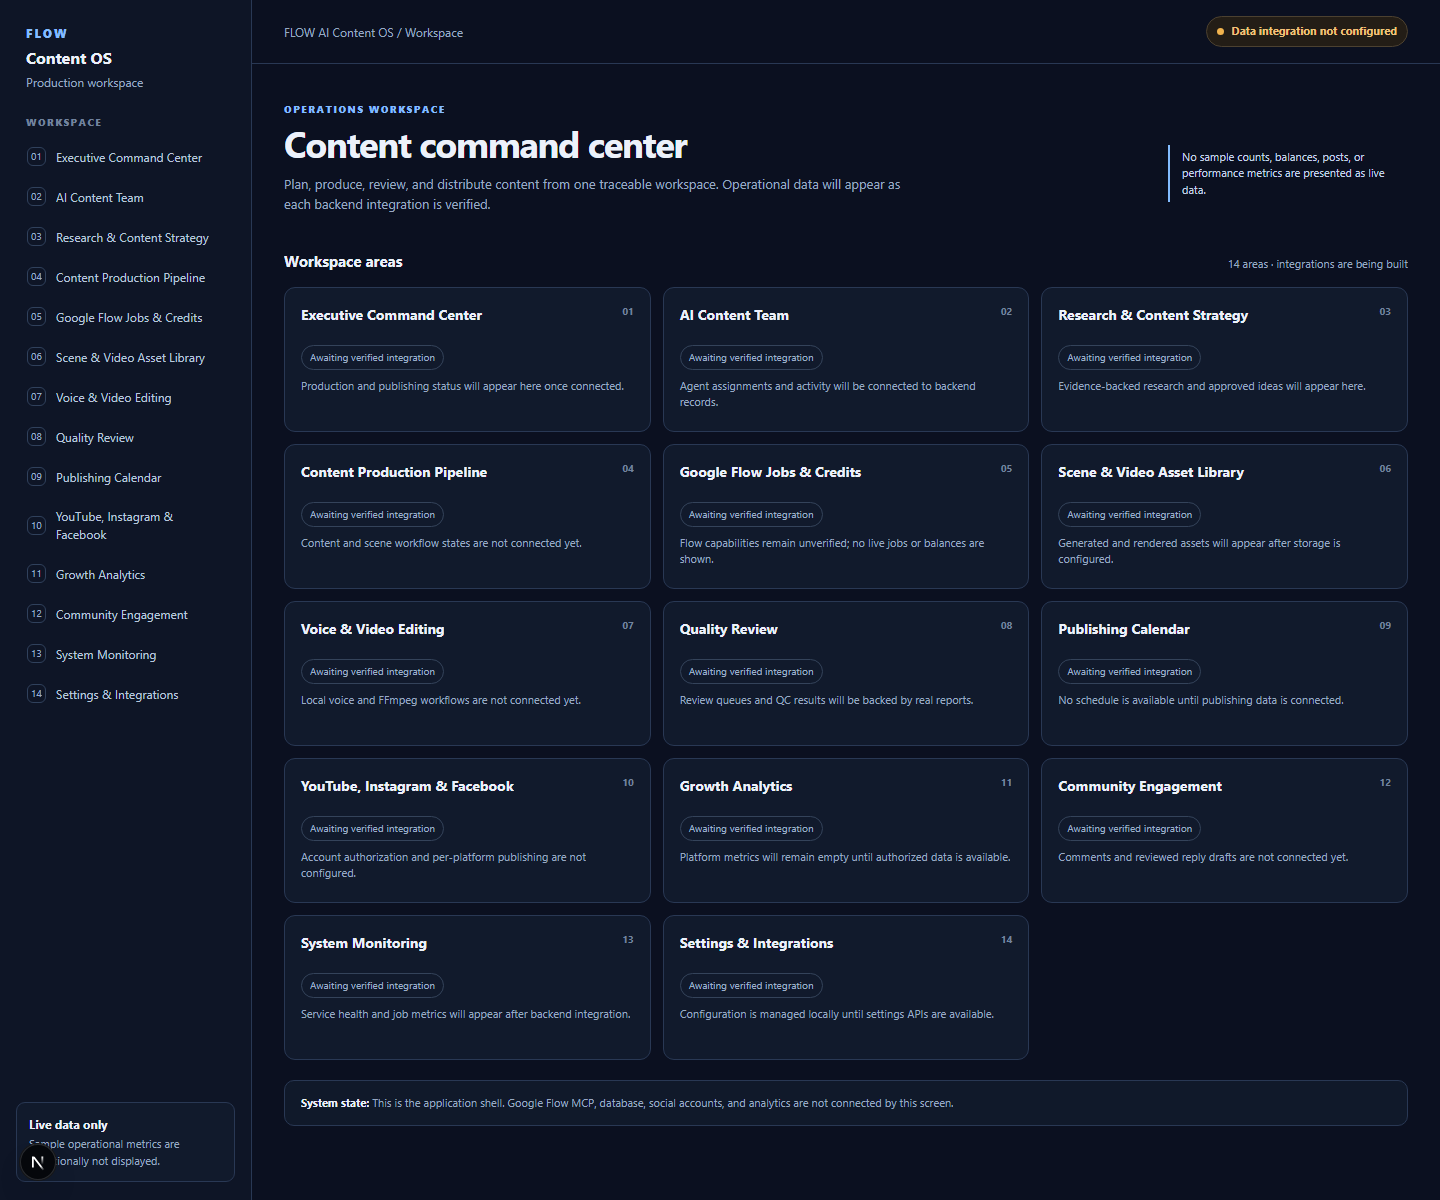 FLOW
Content OS
Production workspace
WORKSPACE
01 Executive Command Center
02 AI Content Team
03 Research & Content Strategy
04 Content Production Pipeline
05 Google Flow Jobs & Credits
06 Scene & Video Asset Library
07 Voice & Video Editing
08 Quality Review
09 Publishing Calendar
10 YouTube, Instagram &
Facebook
11 Growth Analytics
12 Community Engagement
13 System Monitoring
14 Settings & Integrations
Live data only
Sample operational metrics are
ionally not displayed.
N
FLOW AI Content OS / Workspace
Data integration not configured
OPERATIONS WORKSPACE
Content command center
Plan, produce, review, and distribute content from one traceable workspace. Operational data will appear as
each backend integration is verified.
No sample counts, balances, posts, or
performance metrics are presented as live
data.
Workspace areas
14 areas · integrations are being built
Executive Command Center 01
Awaiting verified integration
Production and publishing status will appear here once connected.
AI Content Team 02
Awaiting verified integration
Agent assignments and activity will be connected to backend
records.
Research & Content Strategy 03
Awaiting verified integration
Evidence-backed research and approved ideas will appear here.
Content Production Pipeline 04
Awaiting verified integration
Content and scene workflow states are not connected yet.
Google Flow Jobs & Credits 05
Awaiting verified integration
Flow capabilities remain unverified; no live jobs or balances are
shown.
Scene & Video Asset Library 06
Awaiting verified integration
Generated and rendered assets will appear after storage is
configured.
Voice & Video Editing 07
Awaiting verified integration
Local voice and FFmpeg workflows are not connected yet.
Quality Review 08
Awaiting verified integration
Review queues and QC results will be backed by real reports.
Publishing Calendar 09
Awaiting verified integration
No schedule is available until publishing data is connected.
YouTube, Instagram & Facebook 10
Awaiting verified integration
Account authorization and per-platform publishing are not
configured.
Growth Analytics 11
Awaiting verified integration
Platform metrics will remain empty until authorized data is available.
Community Engagement 12
Awaiting verified integration
Comments and reviewed reply drafts are not connected yet.
System Monitoring 13
Awaiting verified integration
Service health and job metrics will appear after backend integration.
Settings & Integrations 14
Awaiting verified integration
Configuration is managed locally until settings APIs are available.
System state: This is the application shell. Google Flow MCP, database, social accounts, and analytics are not connected by this screen.